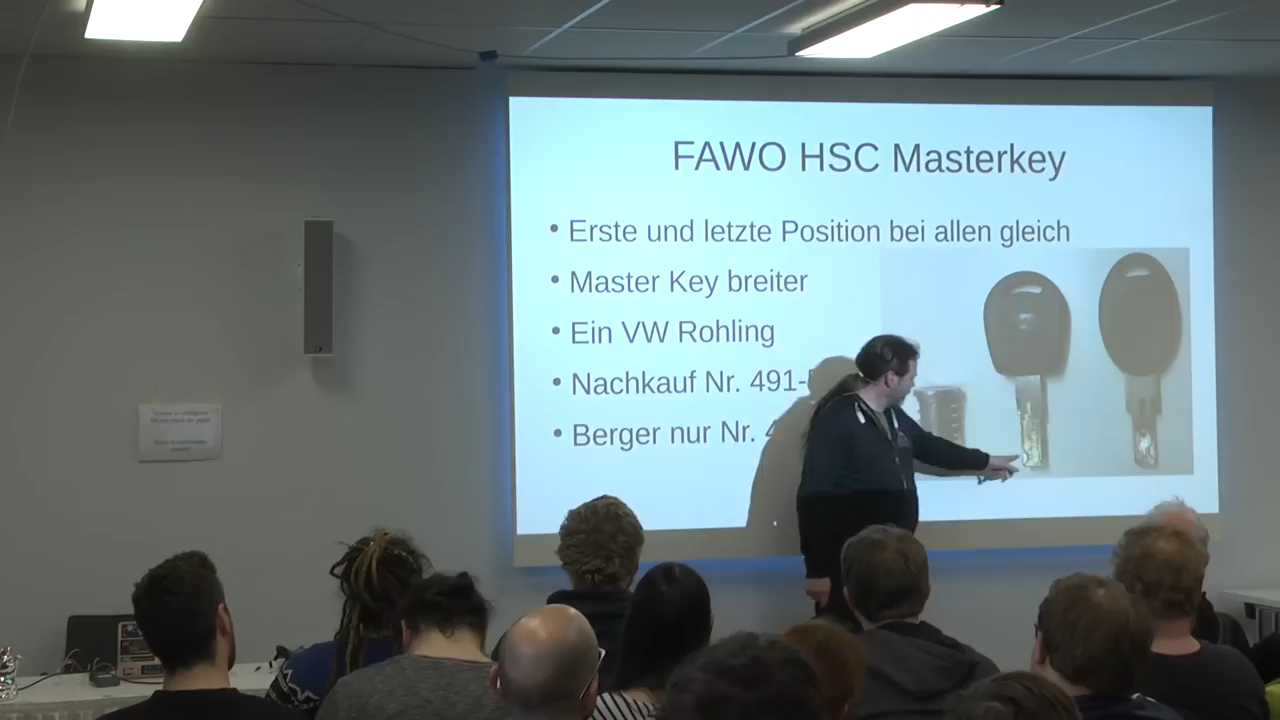 FAWO HSC Masterkey
• Erste und letzte Position bei allen gleich
• Master Key breiter
• Ein VW Rohling
• Nachkauf Nr. 491-
• Berger nur Nr. 4